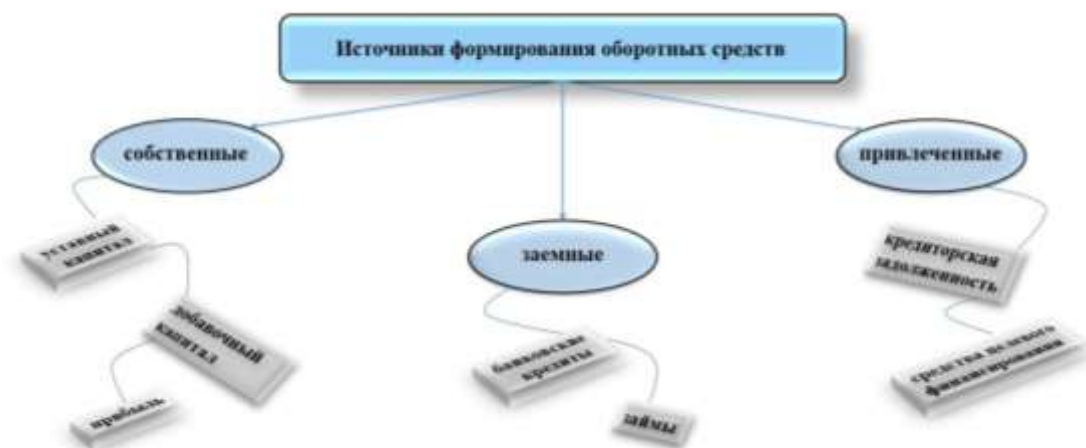 Источники формирования оборотных средств
собственные
привлеченные
заемные
уставный
капитал
добавочный
капитал
прибыль
банковские
кредиты
займы
кредиторская
задолженность
средства целевого
финансирования